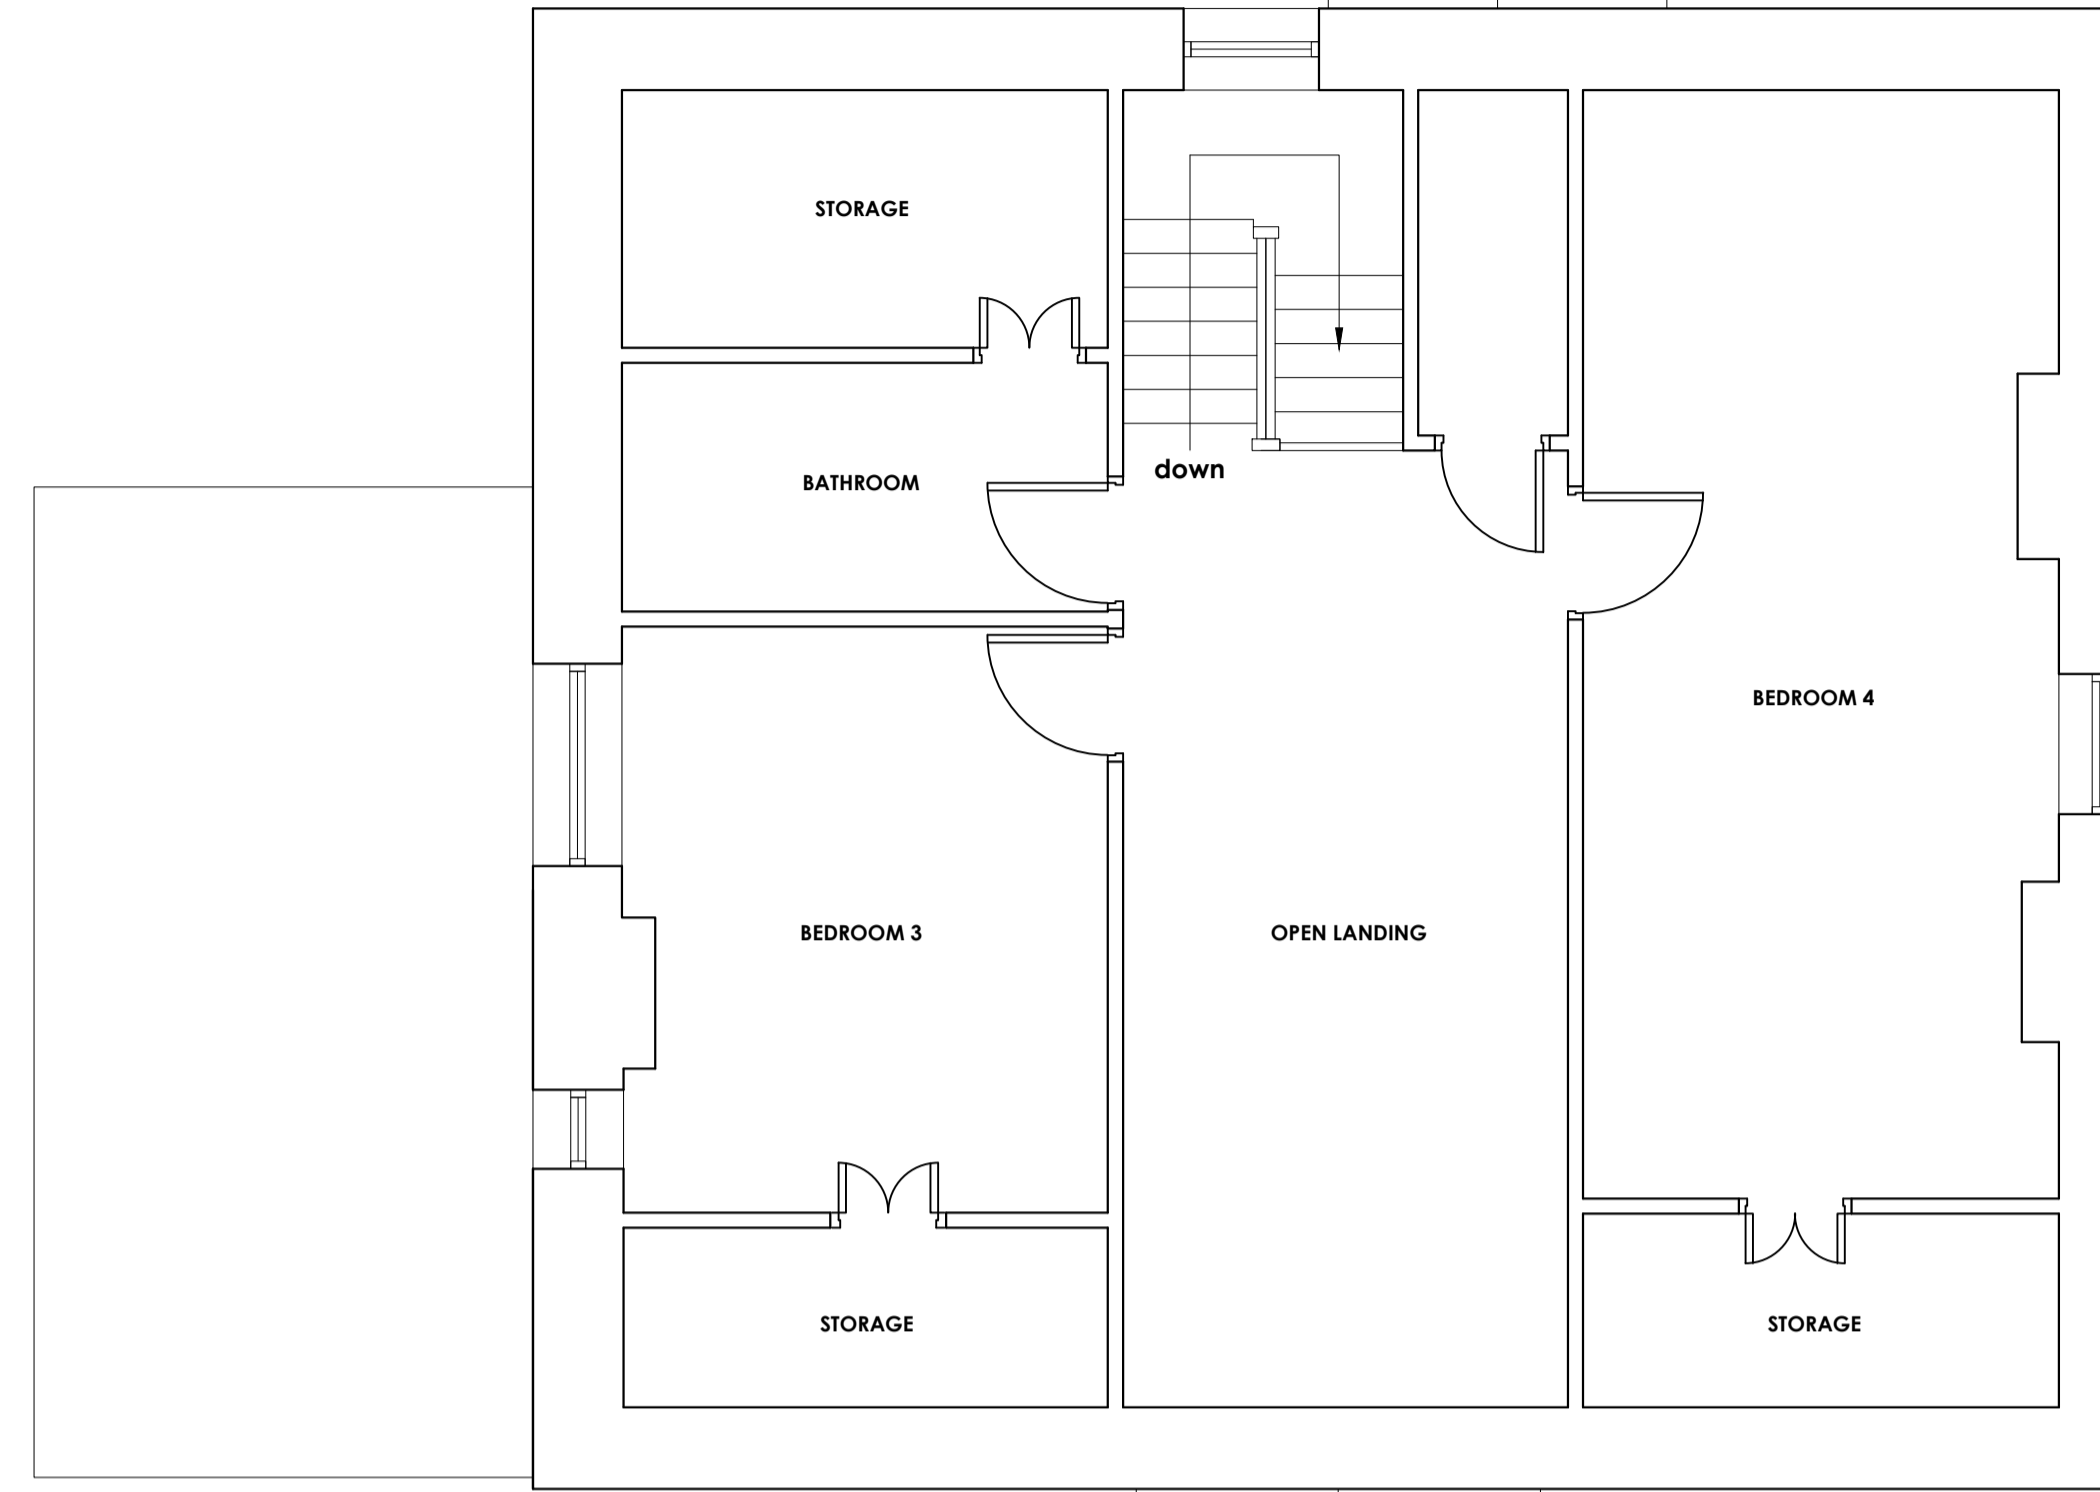 STORAGE
BATHROOM
down
BEDROOM 4
BEDROOM 3
OPEN LANDING
STORAGE
STORAGE